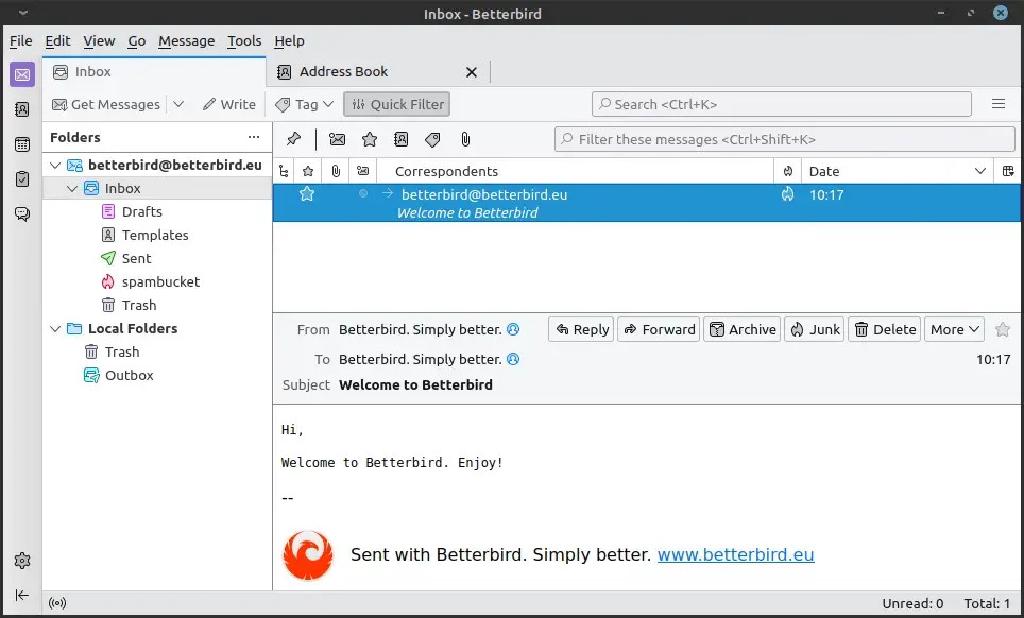 Inbox - Betterbird
File Edit View Go Message Tools Help
Inbox Address Book
Get Messages Write Tag Quick Filter Search <Ctrl+K>
Folders
Filter these messages <Ctrl+Shift+K>
betterbird@betterbird.eu
Inbox
Drafts
Templates
Sent
spambucket
Trash
Local Folders
Trash
Outbox
Correspondents Date
betterbird@betterbird.eu 10:17
Welcome to Betterbird
From Betterbird. Simply better. Reply Forward Archive Junk Delete More
To Betterbird. Simply better. 10:17
Subject Welcome to Betterbird
Hi,
Welcome to Betterbird. Enjoy!
--
Sent with Betterbird. Simply better. www.betterbird.eu
Unread: 0 Total: 1